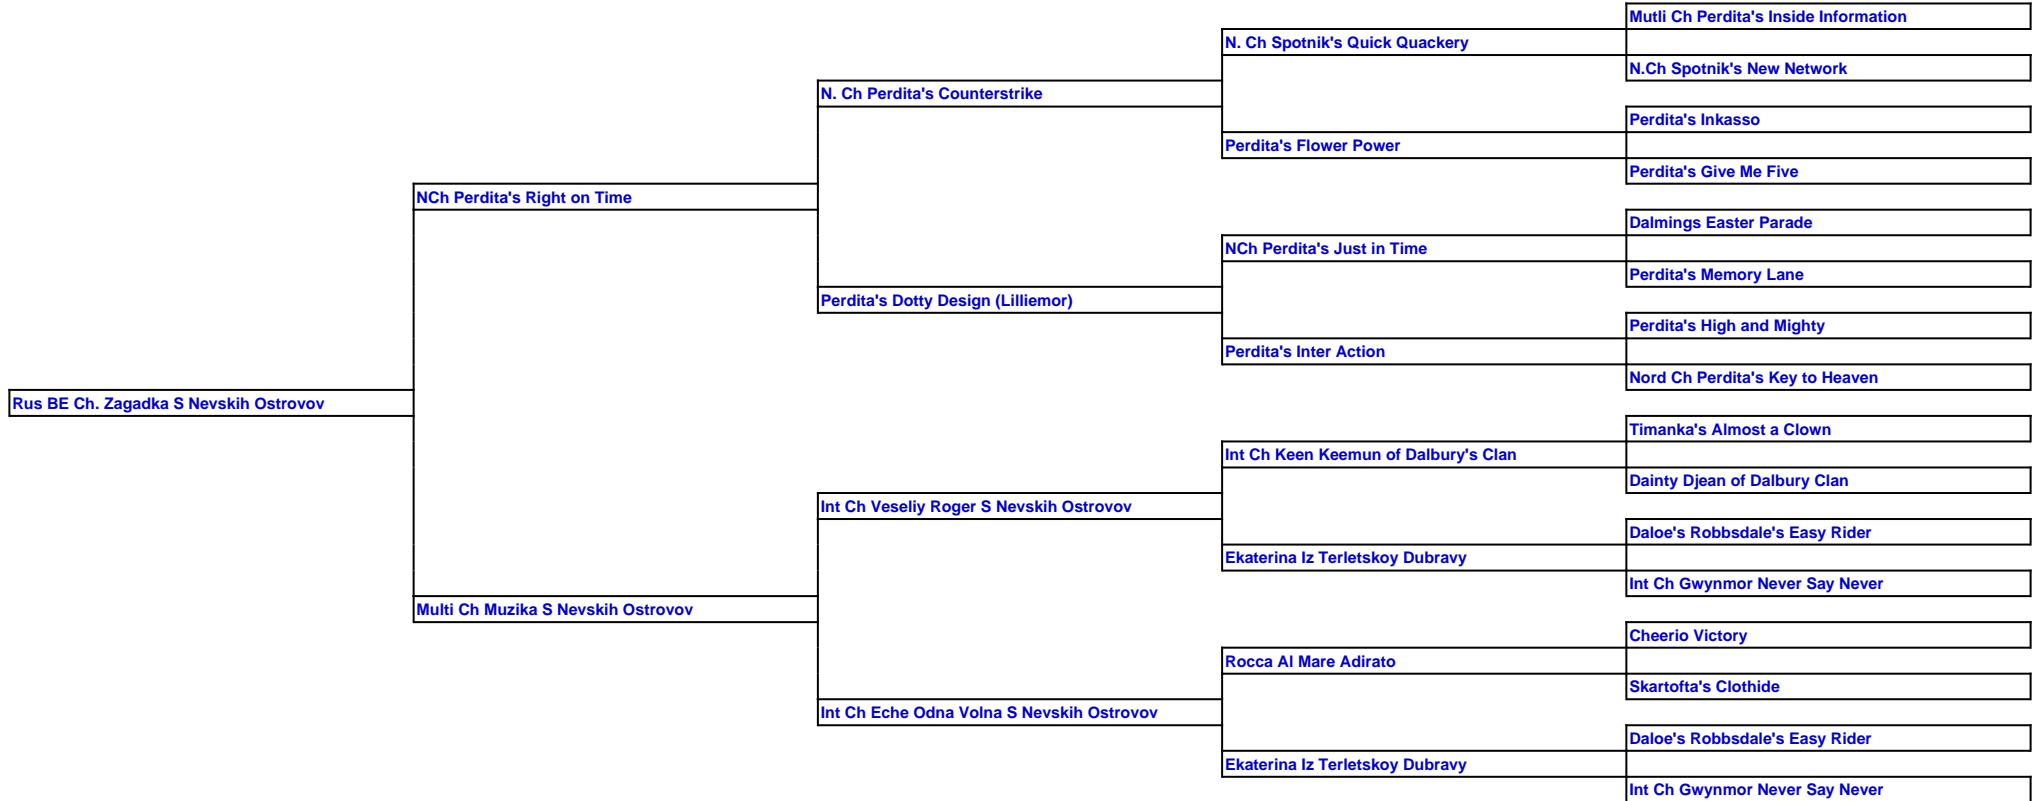 Mutli Ch Perdita's Inside Information
N. Ch Spotnik's Quick Quackery
N.Ch Spotnik's New Network
N. Ch Perdita's Counterstrike
Perdita's Inkasso
Perdita's Flower Power
Perdita's Give Me Five
NCh Perdita's Right on Time
Dalmings Easter Parade
NCh Perdita's Just in Time
Perdita's Memory Lane
Perdita's Dotty Design (Lilliemor)
Perdita's High and Mighty
Perdita's Inter Action
Nord Ch Perdita's Key to Heaven
Rus BE Ch. Zagadka S Nevskih Ostrovov
Timanka's Almost a Clown
Int Ch Keen Keemun of Dalbury's Clan
Dainty Djean of Dalbury Clan
Int Ch Veseliy Roger S Nevskih Ostrovov
Daloe's Robbsdale's Easy Rider
Ekaterina Iz Terletskoy Dubravy
Int Ch Gwynmor Never Say Never
Multi Ch Muzika S Nevskih Ostrovov
Cheerio Victory
Rocca Al Mare Adirato
Skartofta's Clothide
Int Ch Eche Odna Volna S Nevskih Ostrovov
Daloe's Robbsdale's Easy Rider
Ekaterina Iz Terletskoy Dubravy
Int Ch Gwynmor Never Say Never